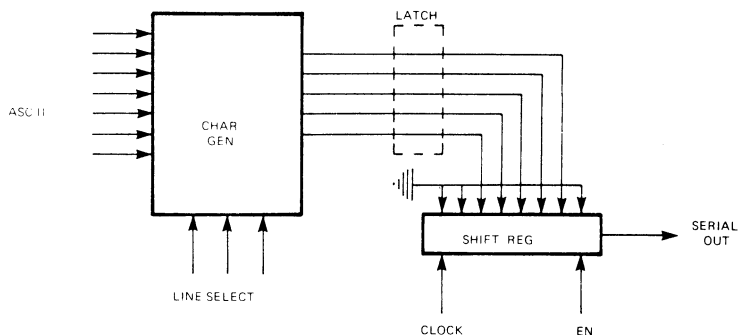 LATCH
ASCII
CHAR
GEN
SHIFT REG
SERIAL
OUT
LINE SELECT
CLOCK
EN